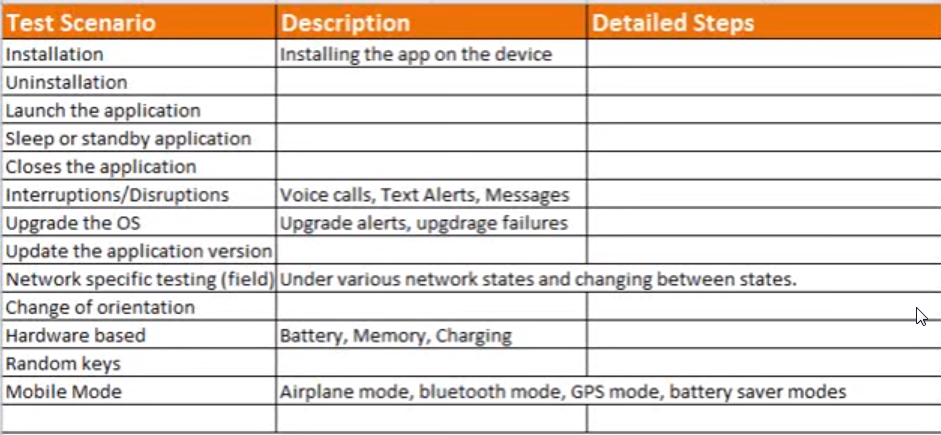 Test Scenario Description Detailed Steps
Installation Installing the app on the device
Uninstallation
Launch the application
Sleep or standby application
Closes the application
Interruptions/Disruptions Voice calls, Text Alerts, Messages
Upgrade the OS Upgrade alerts, upgdrage failures
Update the application version
Network specific testing (field) Under various network states and changing between states.
Change of orientation
Hardware based Battery, Memory, Charging
Random keys
Mobile Mode Airplane mode, bluetooth mode, GPS mode, battery saver modes